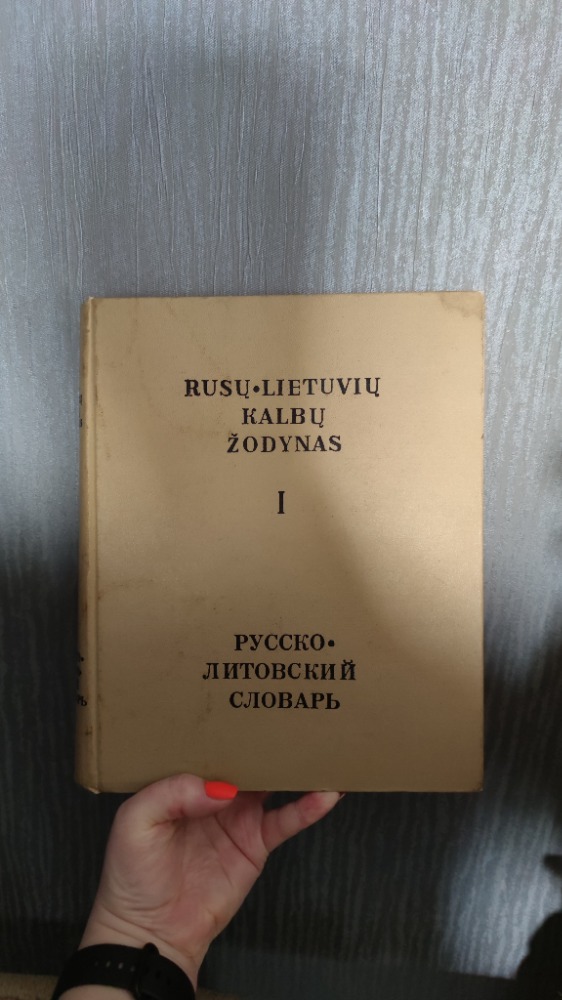 RUSŲ•LIETUVIŲ
KALBŲ
ŽODYNAS
I
РУССКО•
ЛИТОВСКИЙ
СЛОВАРЬ